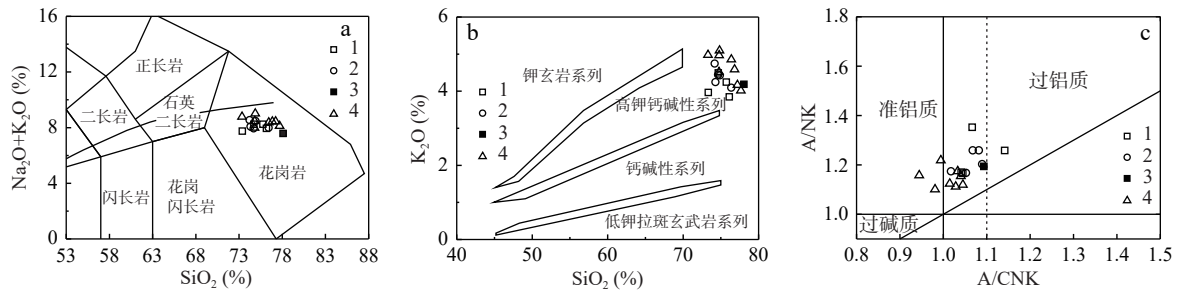 a
Na₂O+K₂O (%)
16
12
8
4
0
53
58
63
68
73
78
83
88
SiO₂ (%)
正长岩
二长岩
石英
二长岩
闪长岩
花岗
闪长岩
花岗岩
1
2
3
4
b
K₂O (%)
6
4
2
0
40
50
60
70
80
SiO₂ (%)
钾玄岩系列
高钾钙碱性系列
钙碱性系列
低钾拉斑玄武岩系列
1
2
3
4
c
A/NK
1.6
1.4
1.2
1.0
0.8
0.9
1.0
1.1
1.2
1.3
1.4
1.5
A/CNK
准铝质
过铝质
过碱质
1
2
3
4